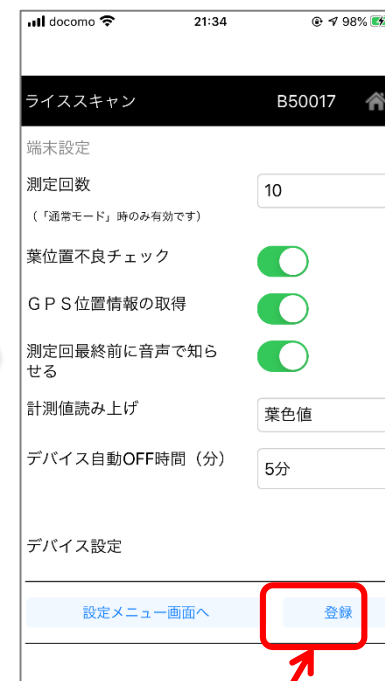 docomo 21:34 98%
ライススキャン B50017
端末設定
測定回数 10
（「通常モード」時のみ有効です）
葉位置不良チェック
ＧＰＳ位置情報の取得
測定回最終前に音声で知ら
せる
計測値読み上げ 葉色値
デバイス自動OFF時間（分） 5分
デバイス設定
設定メニュー画面へ 登録